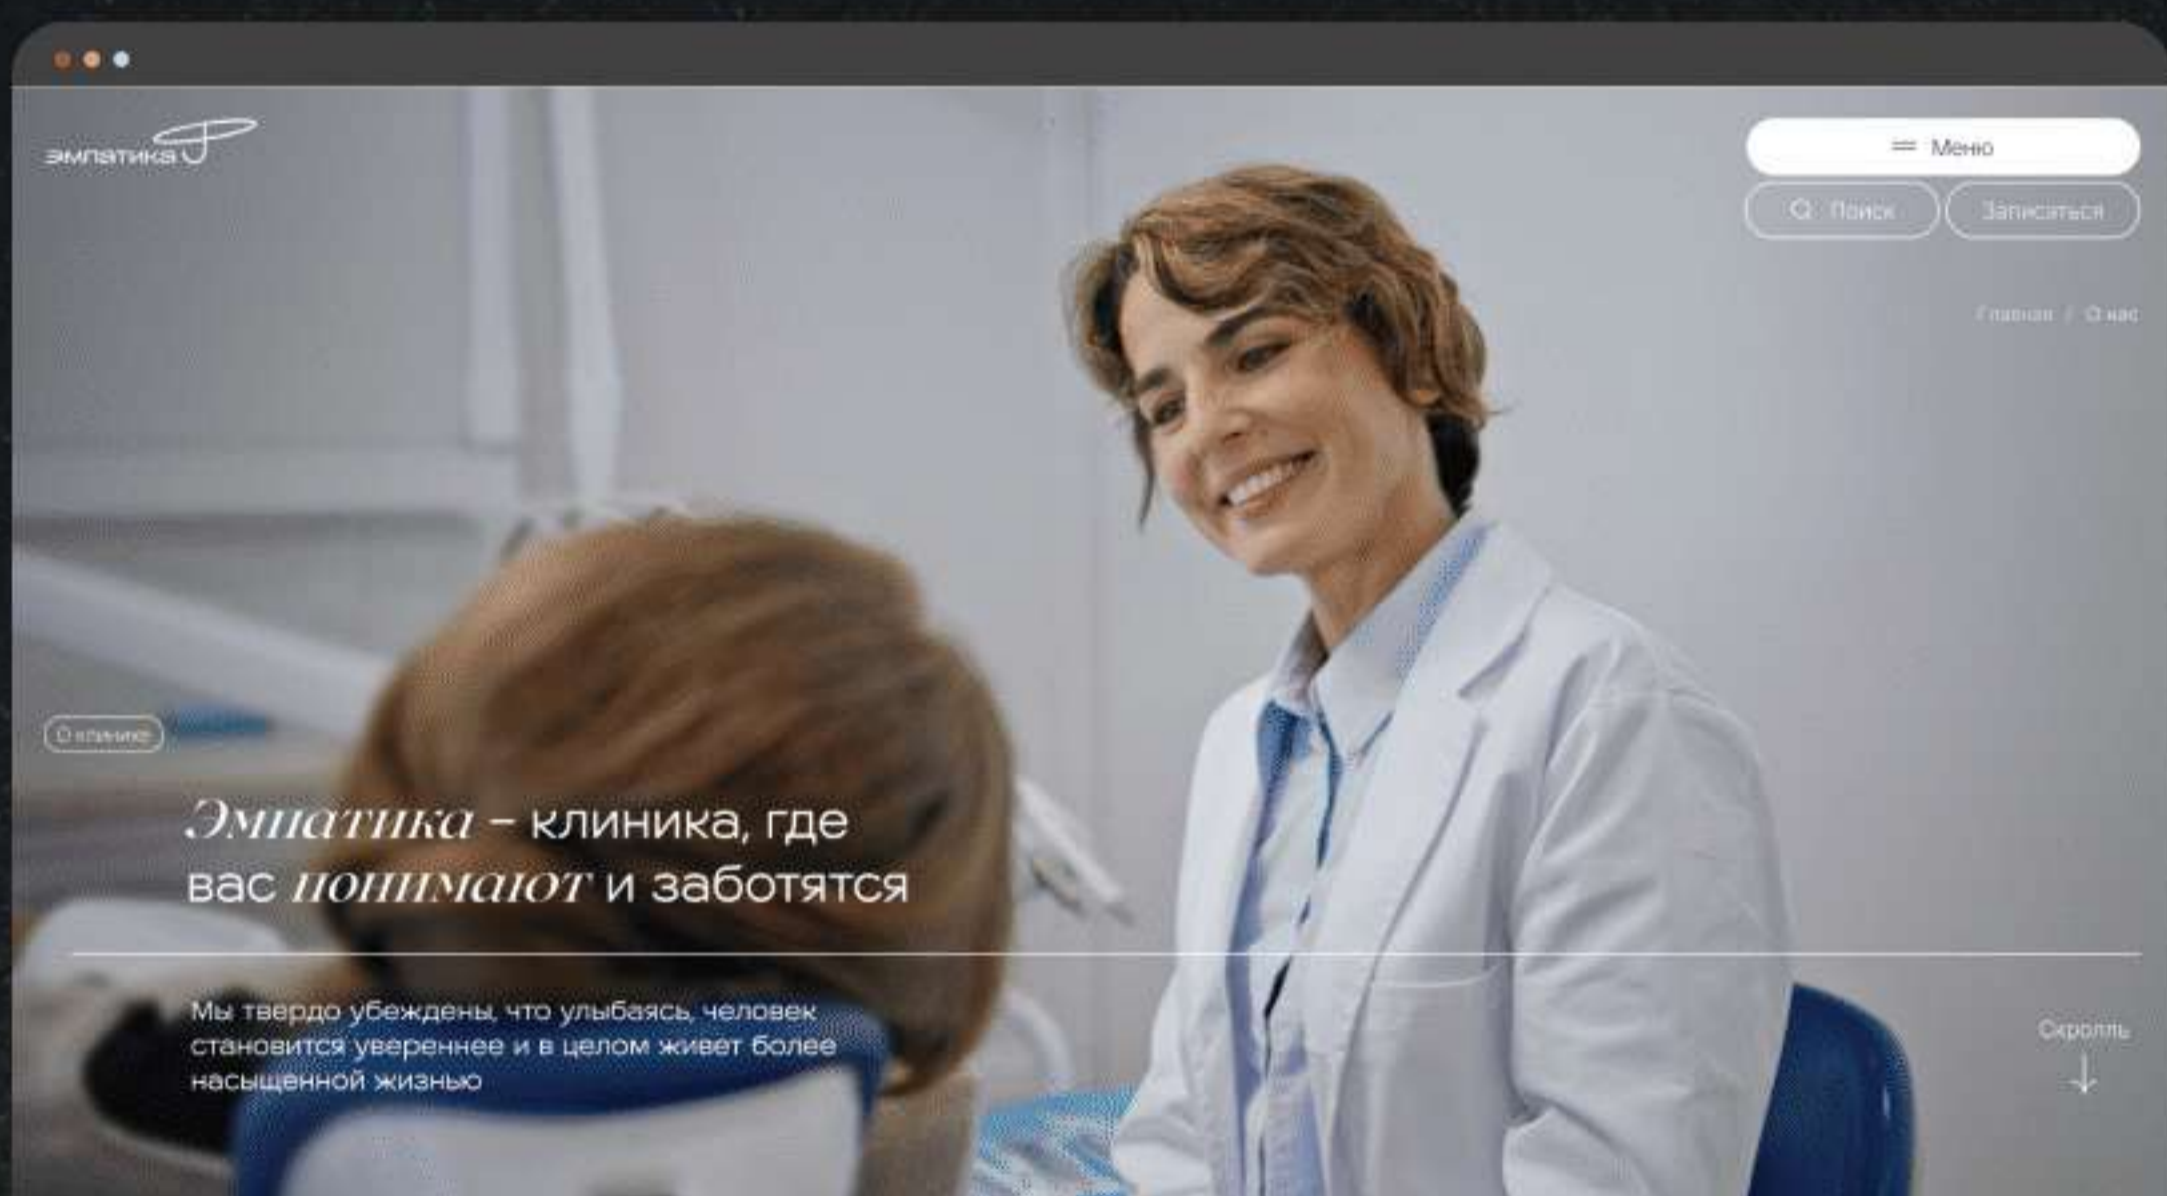 эмпатика
Меню
Поиск
Записаться
Главная / О нас
О клинике
Эмпатика – клиника, где
вас понимают и заботятся
Мы твердо убеждены, что улыбаясь, человек
становится увереннее и в целом живет более
насыщенной жизнью
Скролль